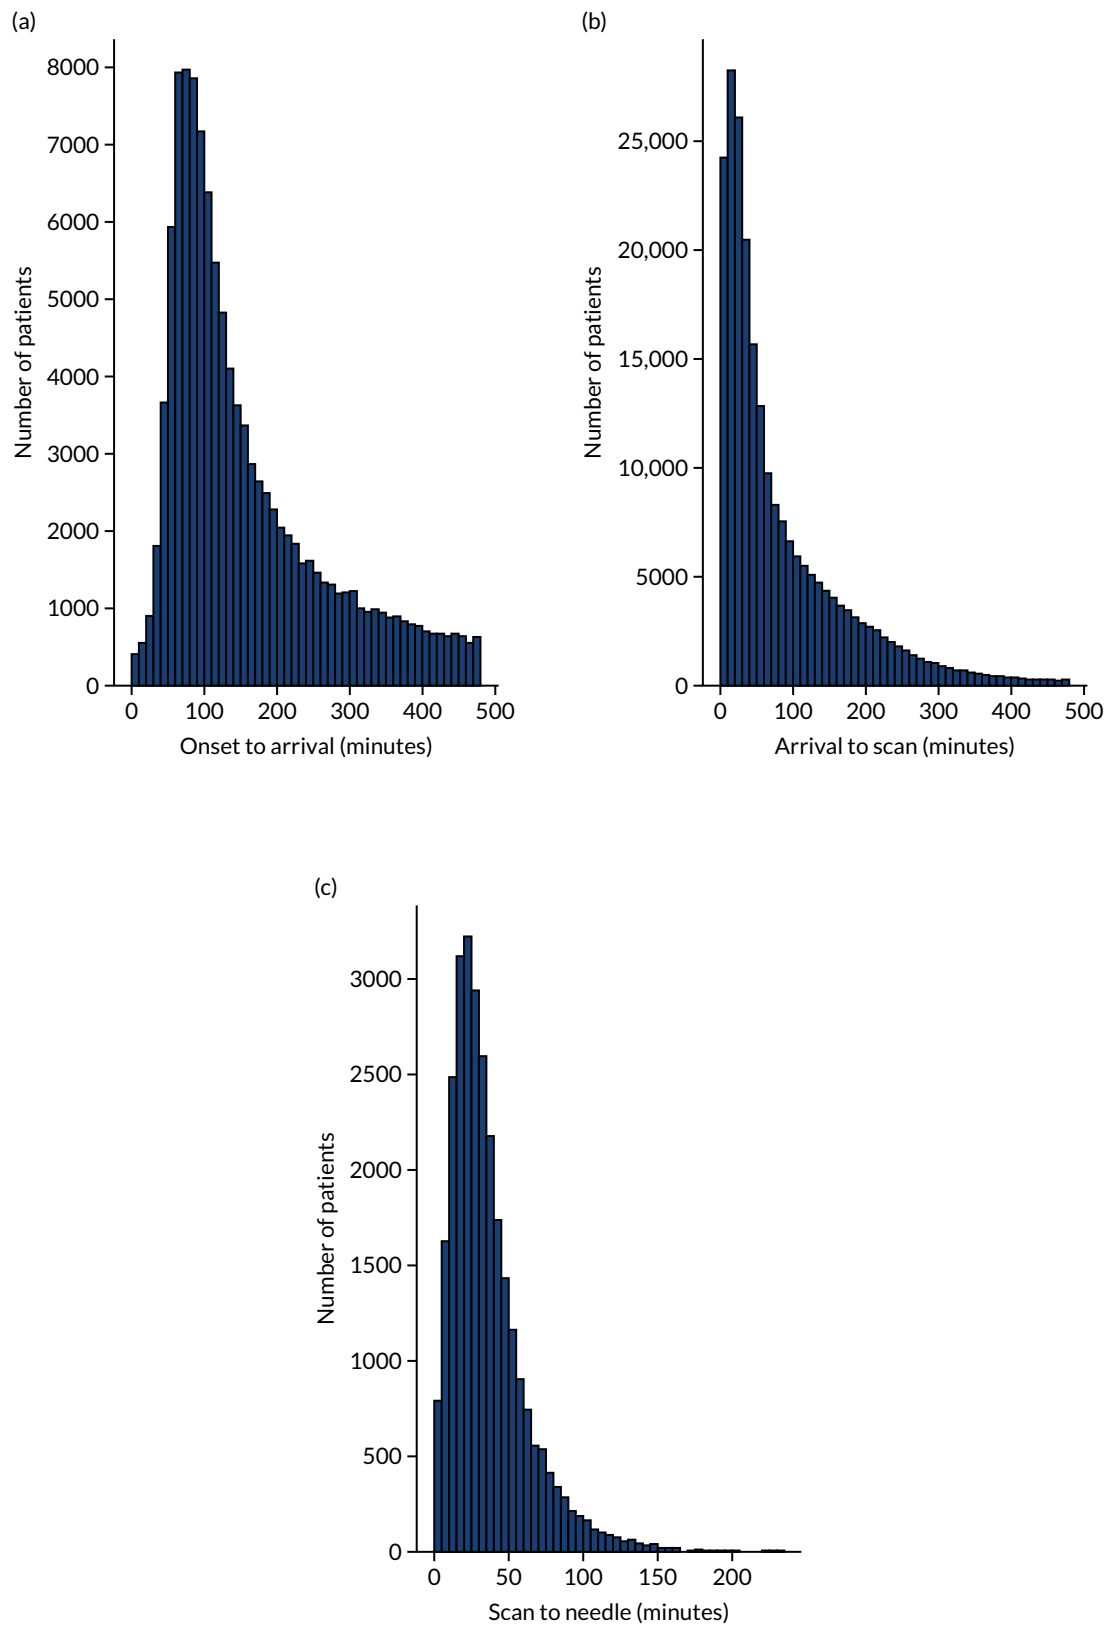 (a)
8000
7000
6000
5000
4000
3000
2000
1000
0
Number of patients
0 100 200 300 400 500
Onset to arrival (minutes)
(b)
25,000
20,000
15,000
10,000
5000
0
Number of patients
0 100 200 300 400 500
Arrival to scan (minutes)
(c)
3000
2500
2000
1500
1000
500
0
Number of patients
0 50 100 150 200
Scan to needle (minutes)